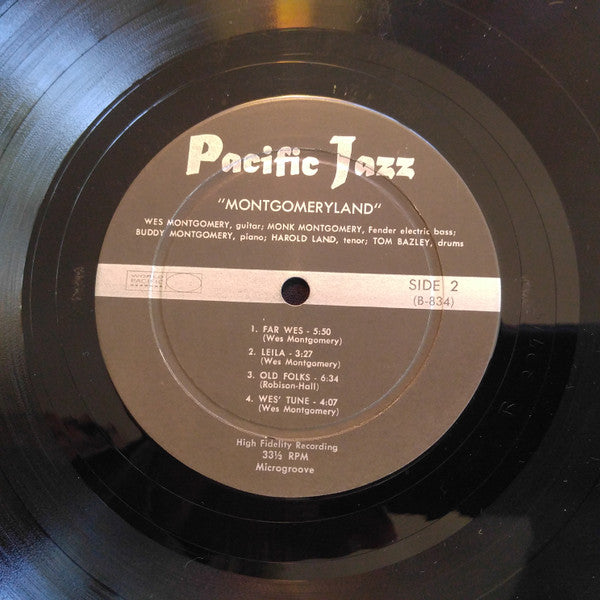 Pacific Jazz
"MONTGOMERYLAND"
WES MONTGOMERY, guitar; MONK MONTGOMERY, Fender electric bass;
BUDDY MONTGOMERY, piano; HAROLD LAND, tenor; TOM BAZLEY, drums
WORLD
PACIFIC
SIDE 2
(B-834)
1. FAR WES - 5:50
(Wes Montgomery)
2. LEILA - 3:27
(Wes Montgomery)
3. OLD FOLKS - 6:34
(Robison-Hall)
4. WES' TUNE - 4:07
(Wes Montgomery)
High Fidelity Recording
33⅓ RPM
Microgroove